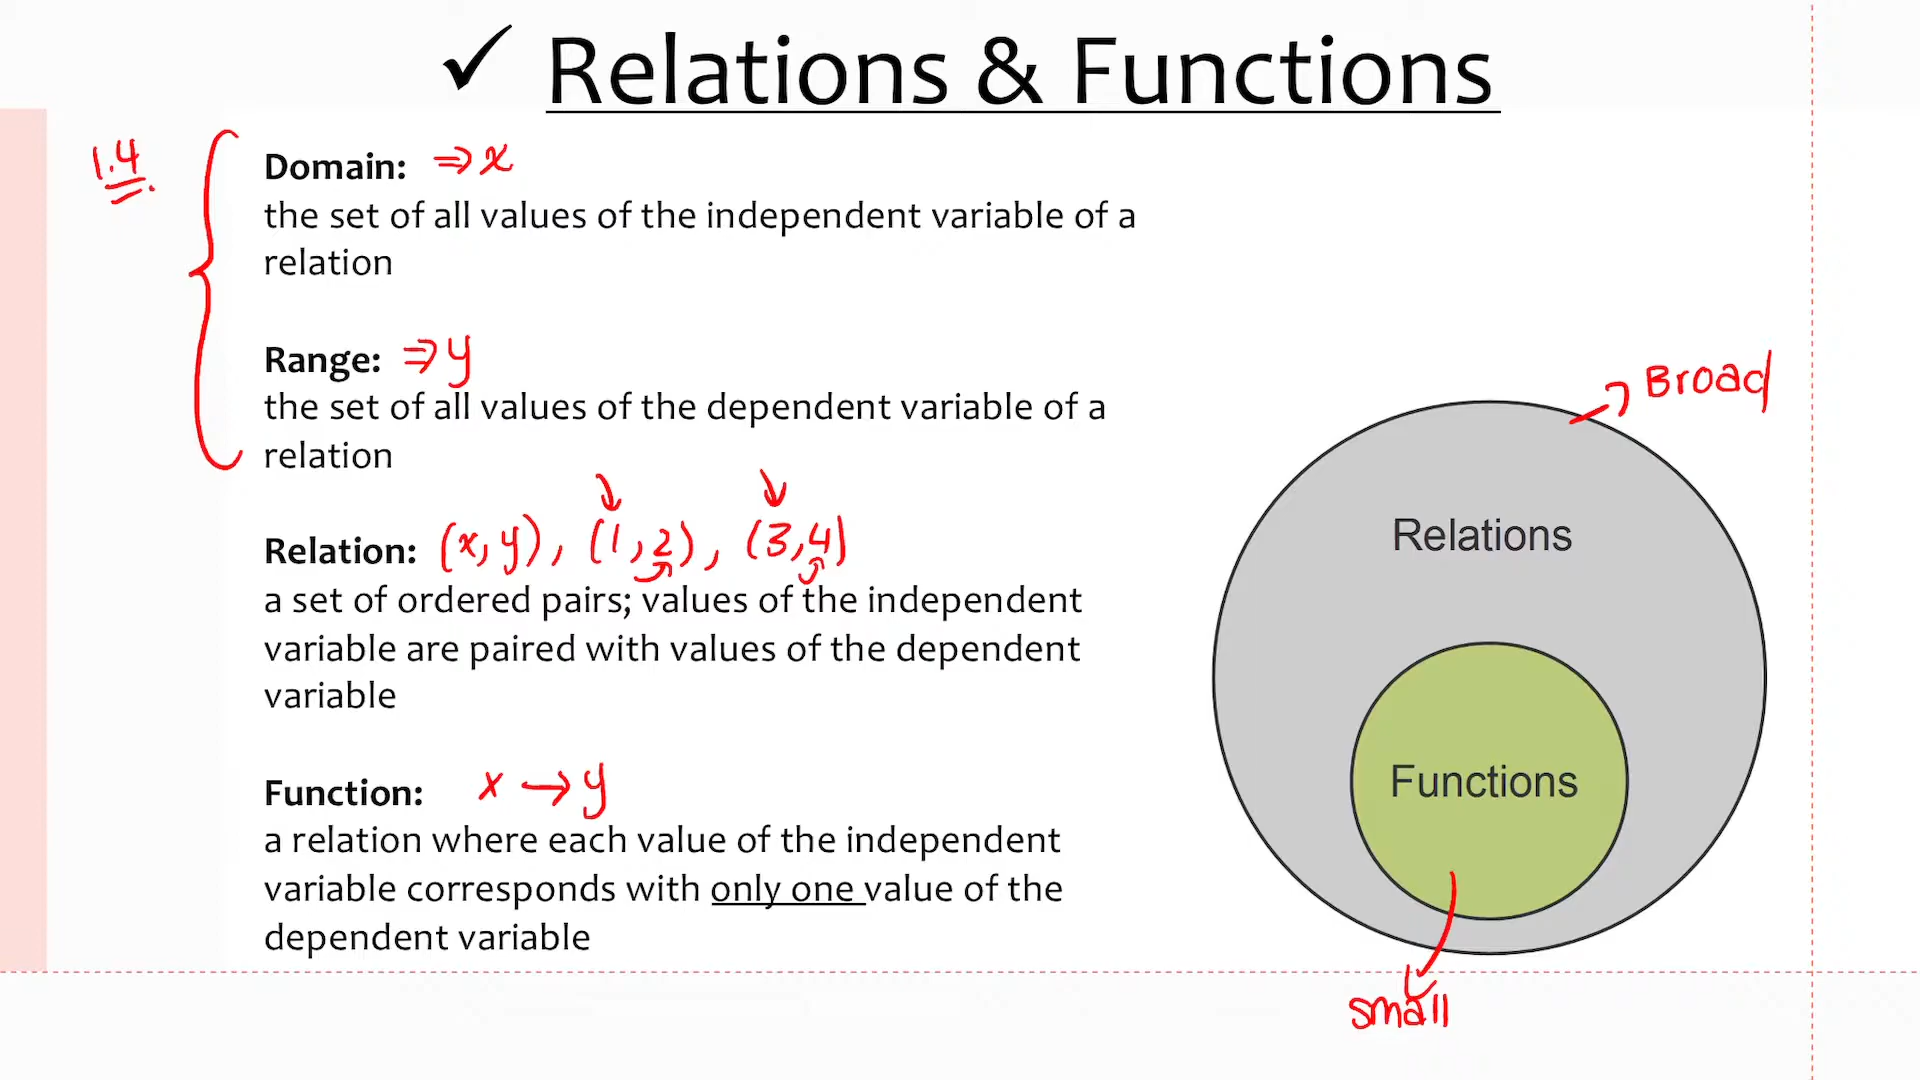 ✓ Relations & Functions
1.4
Domain: ⇒ x
the set of all values of the independent variable of a
relation
Range: ⇒ y
the set of all values of the dependent variable of a
relation
Relation: (x, y), (1, 2), (3, 4)
a set of ordered pairs; values of the independent
variable are paired with values of the dependent
variable
Function: x → y
a relation where each value of the independent
variable corresponds with only one value of the
dependent variable
Broad
Relations
Functions
small